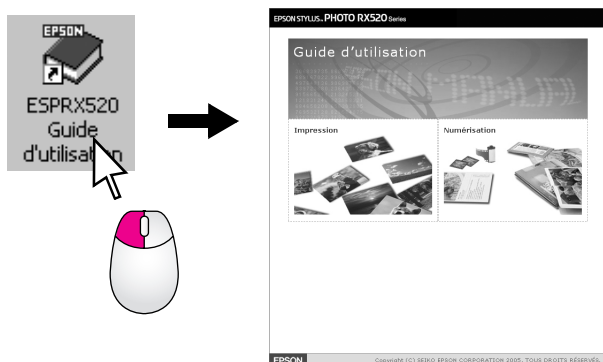 EPSON
ESPRX520
Guide
d'utilisation
EPSON STYLUS™ PHOTO RX520 Series
Guide d'utilisation
Impression
Numérisation
EPSON
Copyright (C) SEIKO EPSON CORPORATION 2005. TOUS DROITS RÉSERVÉS.